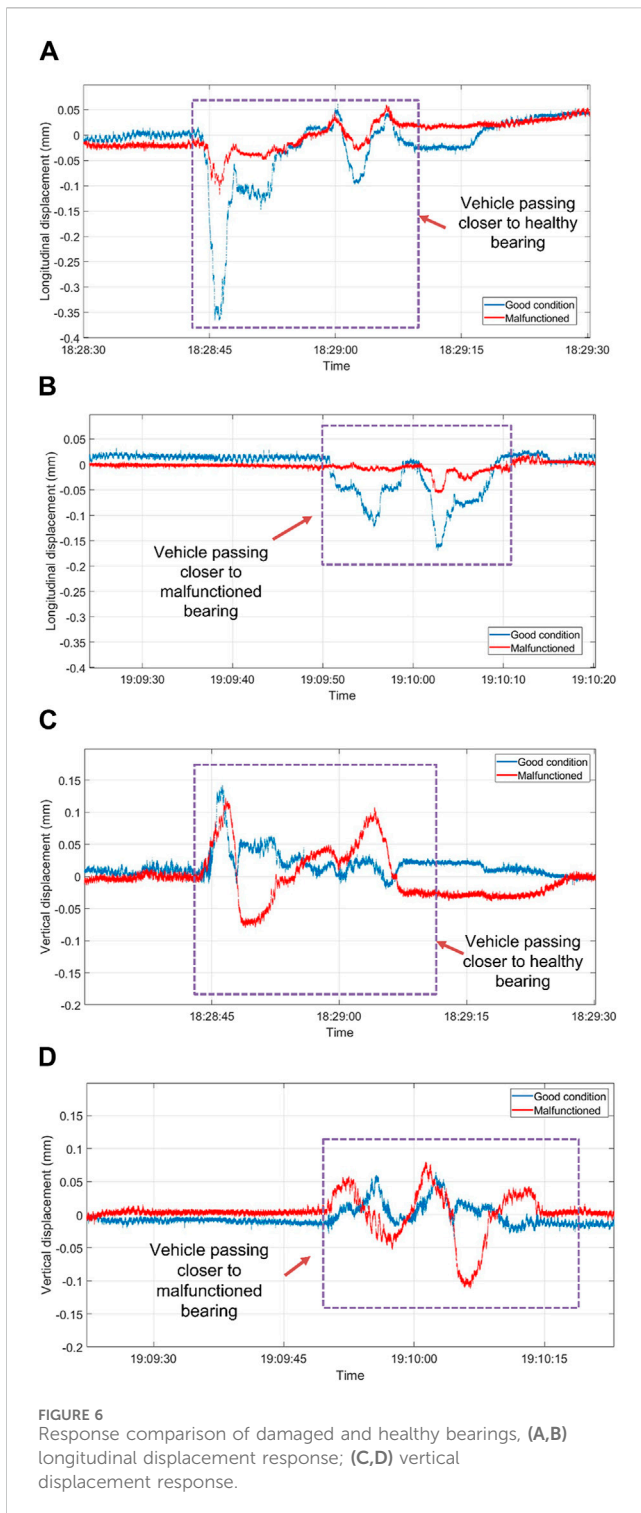 A
Longitudinal displacement (mm)
0.05
0
-0.05
-0.1
-0.15
-0.2
-0.25
-0.3
-0.35
-0.4
Vehicle passing
closer to healthy
bearing
Good condition
Malfunctioned
18:28:30 18:28:45 18:29:00 18:29:15 18:29:30
Time
B
Longitudinal displacement (mm)
0.05
0
-0.05
-0.1
-0.15
-0.2
-0.25
-0.3
-0.35
-0.4
Vehicle passing
closer to
malfunctioned
bearing
Good condition
Malfunctioned
19:09:30 19:09:40 19:09:50 19:10:00 19:10:10 19:10:20
Time
C
Vertical displacement (mm)
0.15
0.1
0.05
0
-0.05
-0.1
-0.15
-0.2
Good condition
Malfunctioned
Vehicle passing
closer to healthy
bearing
18:28:45 18:29:00 18:29:15 18:29:30
Time
D
Vertical displacement (mm)
0.15
0.1
0.05
0
-0.05
-0.1
-0.15
-0.2
Good condition
Malfunctioned
Vehicle passing
closer to
malfunctioned
bearing
19:09:30 19:09:45 19:10:00 19:10:15
Time
FIGURE 6
Response comparison of damaged and healthy bearings, (A,B)
longitudinal displacement response; (C,D) vertical
displacement response.